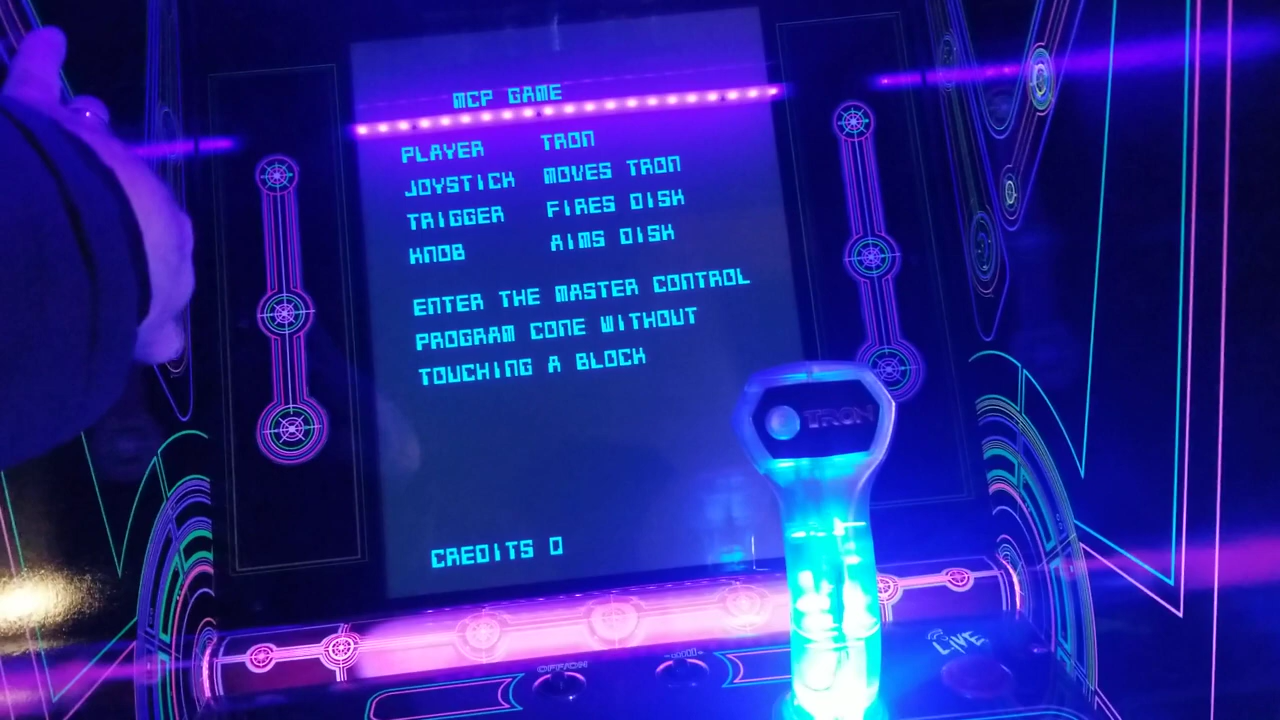 MCP GAME
PLAYER TRON
JOYSTICK MOVES TRON
TRIGGER FIRES DISK
KNOB AIMS DISK
ENTER THE MASTER CONTROL
PROGRAM CONE WITHOUT
TOUCHING A BLOCK
TRON
CREDITS 0
OFF/ON
LIVE